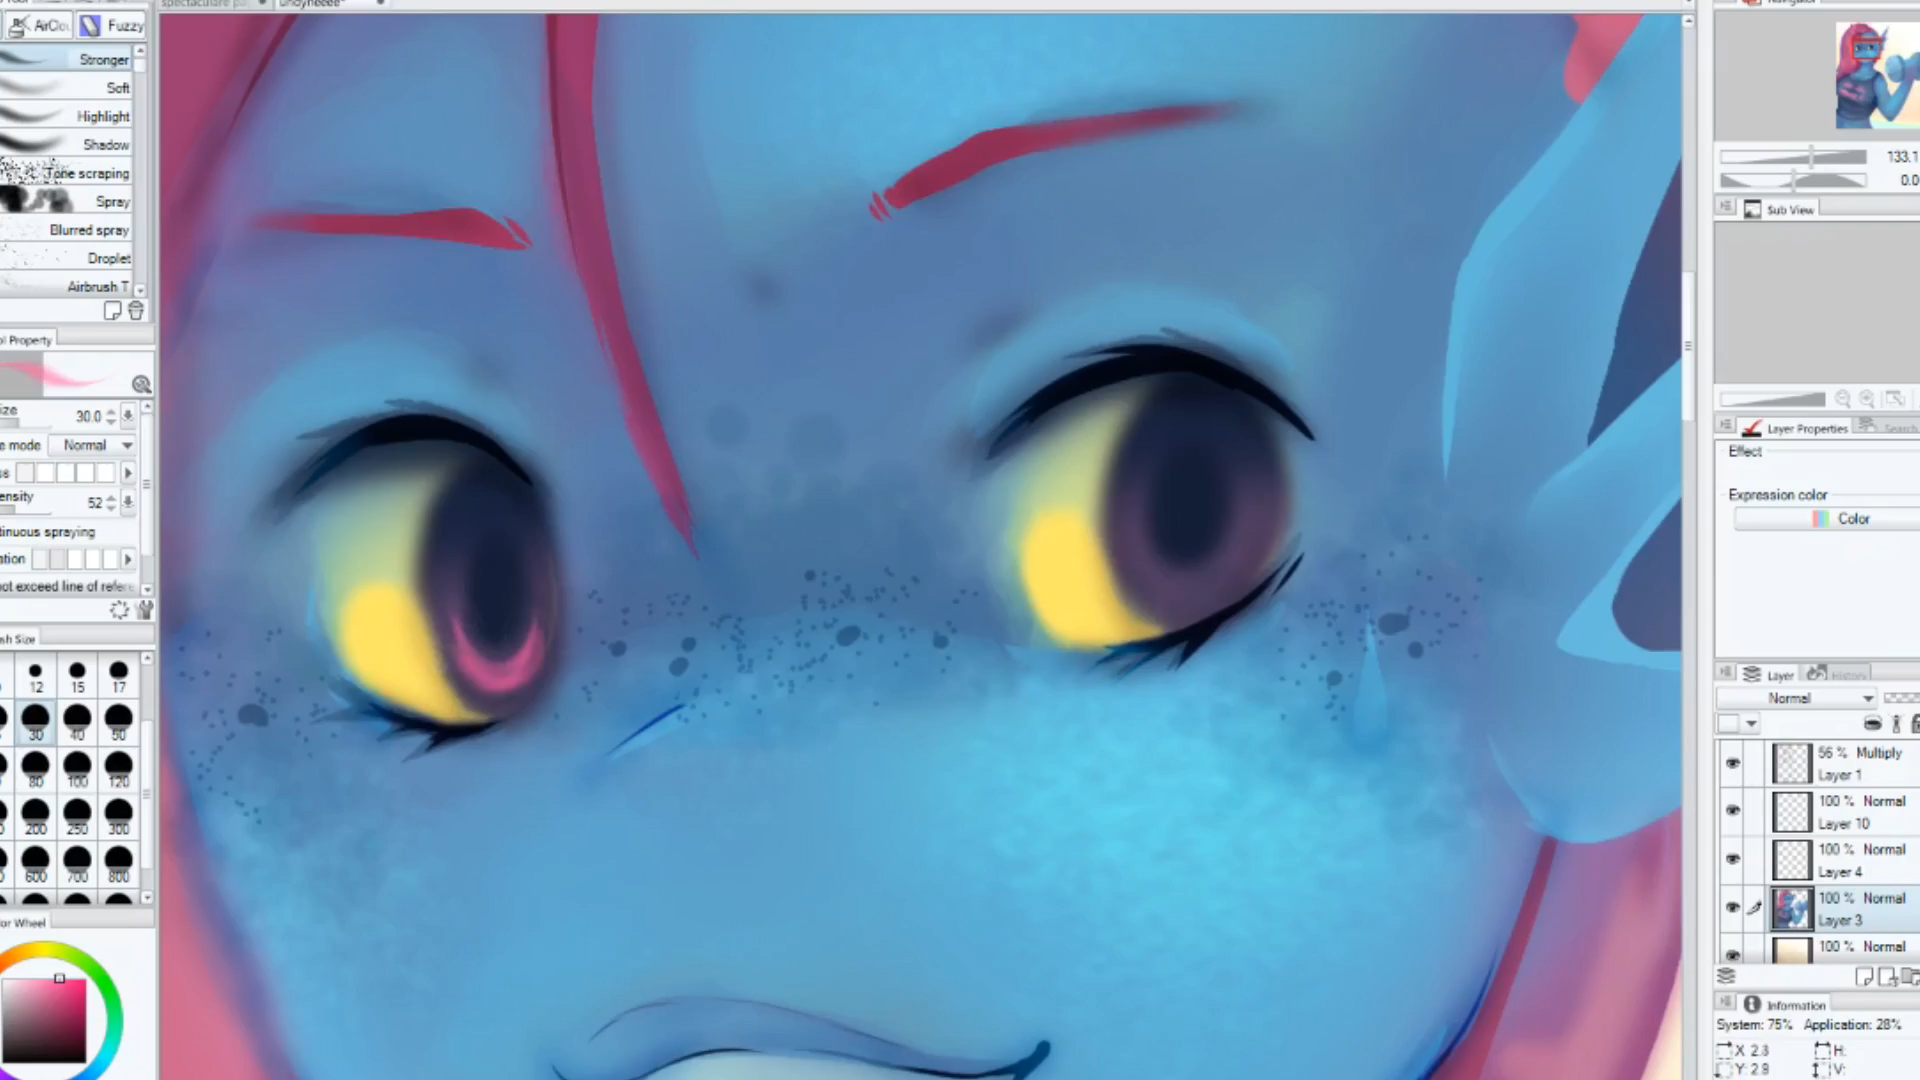 undyneeee*
AirClou
Fuzzy
Stronger
Soft
Highlight
Shadow
Tone scraping
Spray
Blurred spray
Droplet
Airbrush T
ol Property
ize 30.0
e mode Normal
ss
ensity 52
tinuous spraying
ation
ot exceed line of refere
sh Size
12 15 17
30 40 50
80 100 120
200 250 300
600 700 800
or Wheel
Navigator
133.1
0.0
Sub View
Layer Properties Search
Effect
Expression color
Color
Layer History
Normal
56 % Multiply
Layer 1
100 % Normal
Layer 10
100 % Normal
Layer 4
100 % Normal
Layer 3
100 % Normal
Information
System: 75% Application: 28%
X 2.3 H:
Y: 2.9 V: